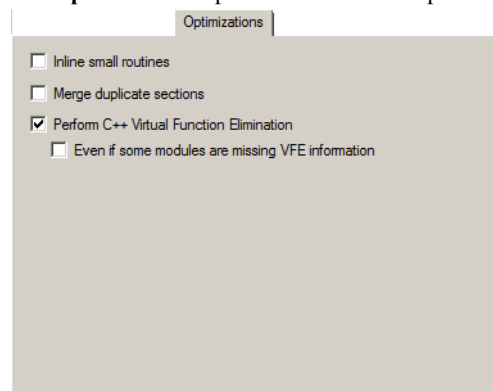 Optimizations
Inline small routines
Merge duplicate sections
Perform C++ Virtual Function Elimination
Even if some modules are missing VFE information